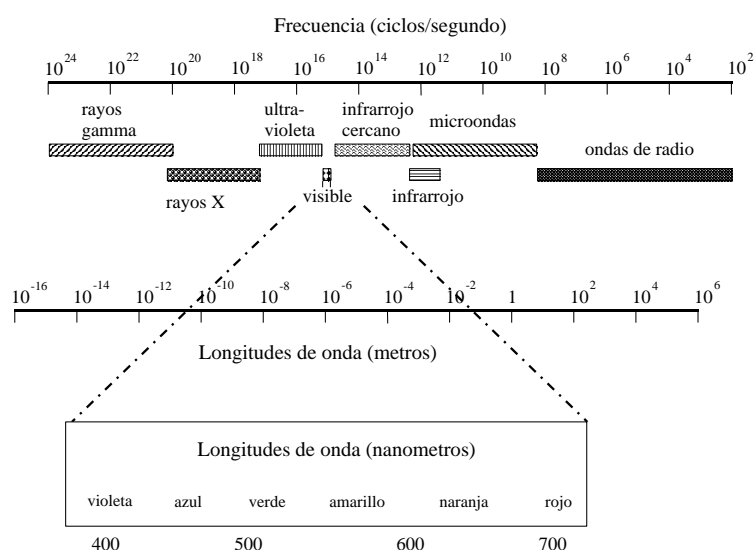 Frecuencia (ciclos/segundo)
10^24 10^22 10^20 10^18 10^16 10^14 10^12 10^10 10^8 10^6 10^4 10^2
rayos gamma
ultra-violeta
infrarrojo cercano
microondas
ondas de radio
rayos X
visible
infrarrojo
10^-16 10^-14 10^-12 10^-10 10^-8 10^-6 10^-4 10^-2 1 10^2 10^4 10^6
Longitudes de onda (metros)
Longitudes de onda (nanometros)
violeta azul verde amarillo naranja rojo
400 500 600 700